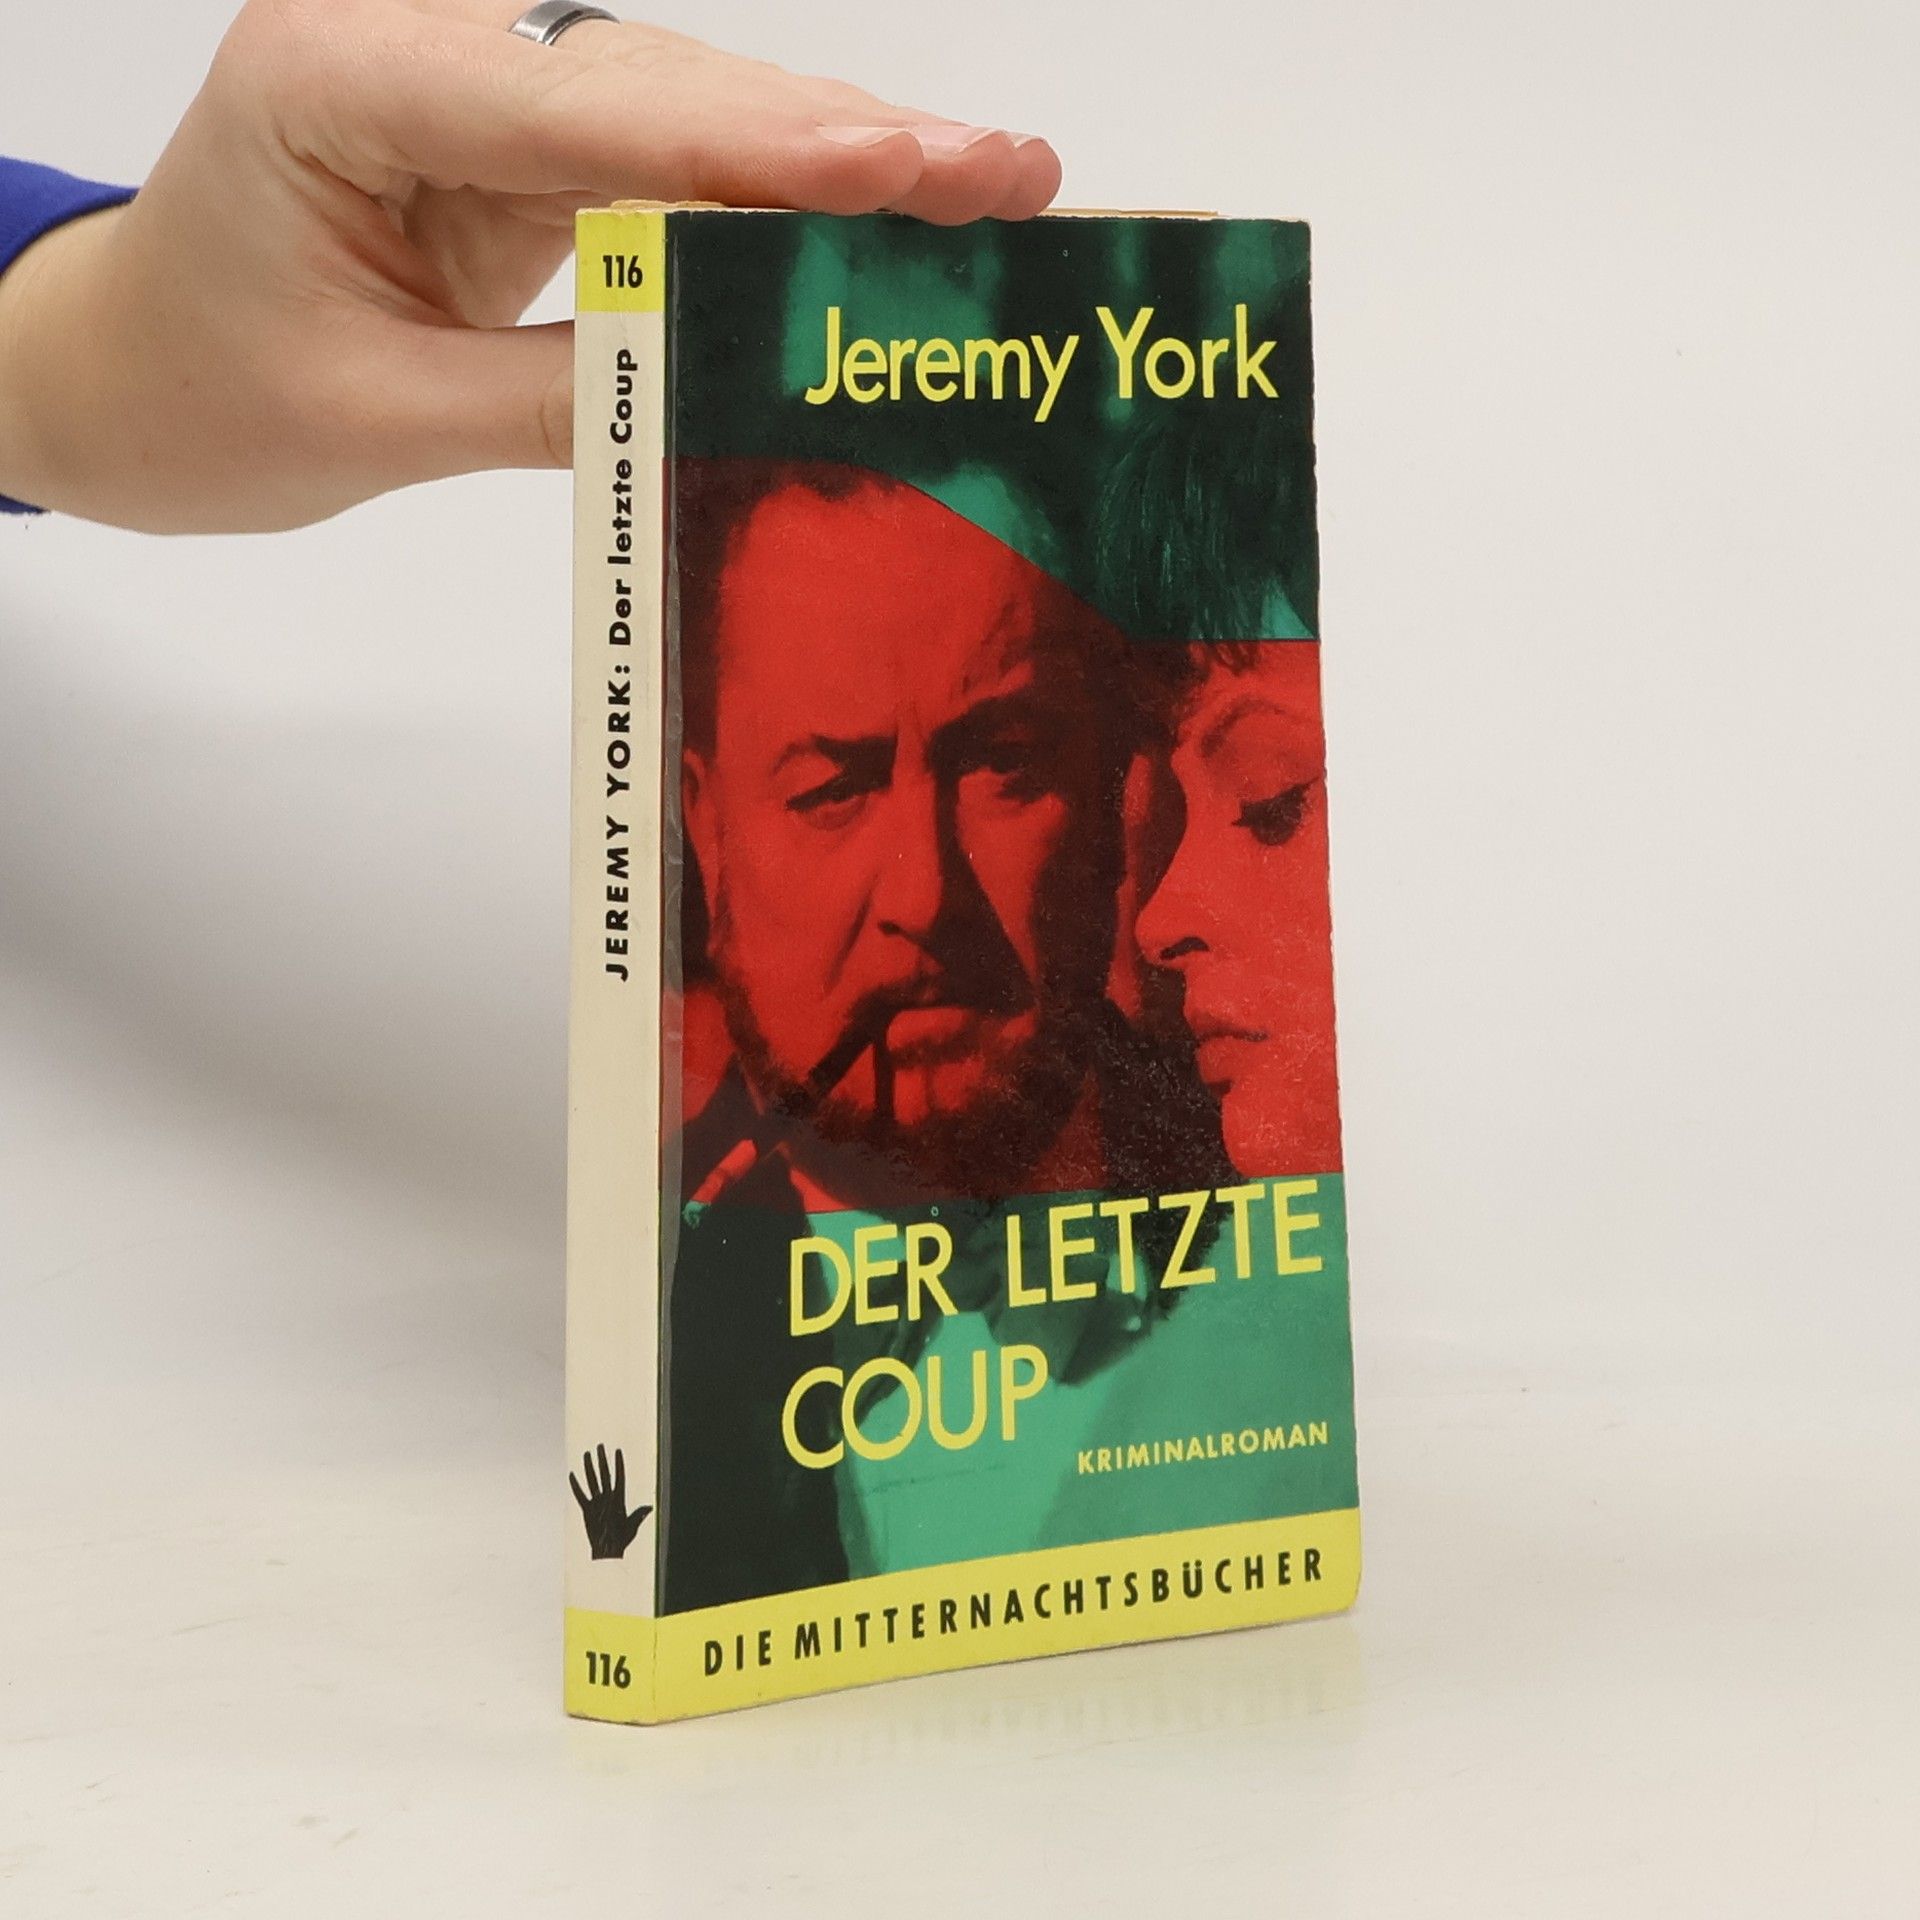 116
JEREMY YORK: Der letzte Coup
116
Jeremy York
DER LETZTE
COUP
KRIMINALROMAN
DIE MITTERNACHTSBÜCHER